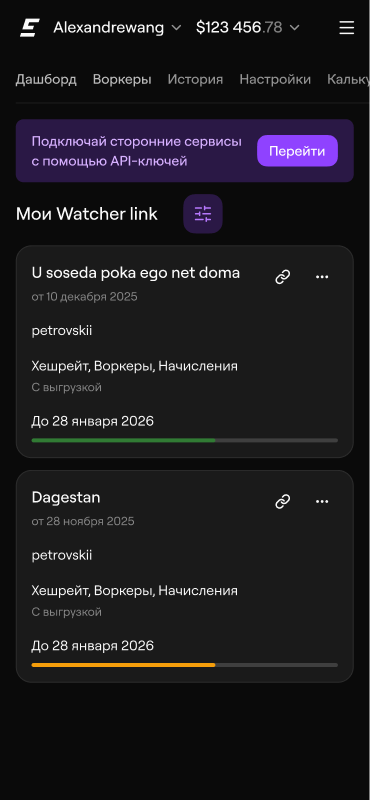 Alexandrewang $123 456.78
Дашборд Воркеры История Настройки Кальку
Подключай сторонние сервисы
с помощью API-ключей
Перейти
Мои Watcher link
U soseda poka ego net doma
от 10 декабря 2025
petrovskii
Хешрейт, Воркеры, Начисления
С выгрузкой
До 28 января 2026
Dagestan
от 28 ноября 2025
petrovskii
Хешрейт, Воркеры, Начисления
С выгрузкой
До 28 января 2026